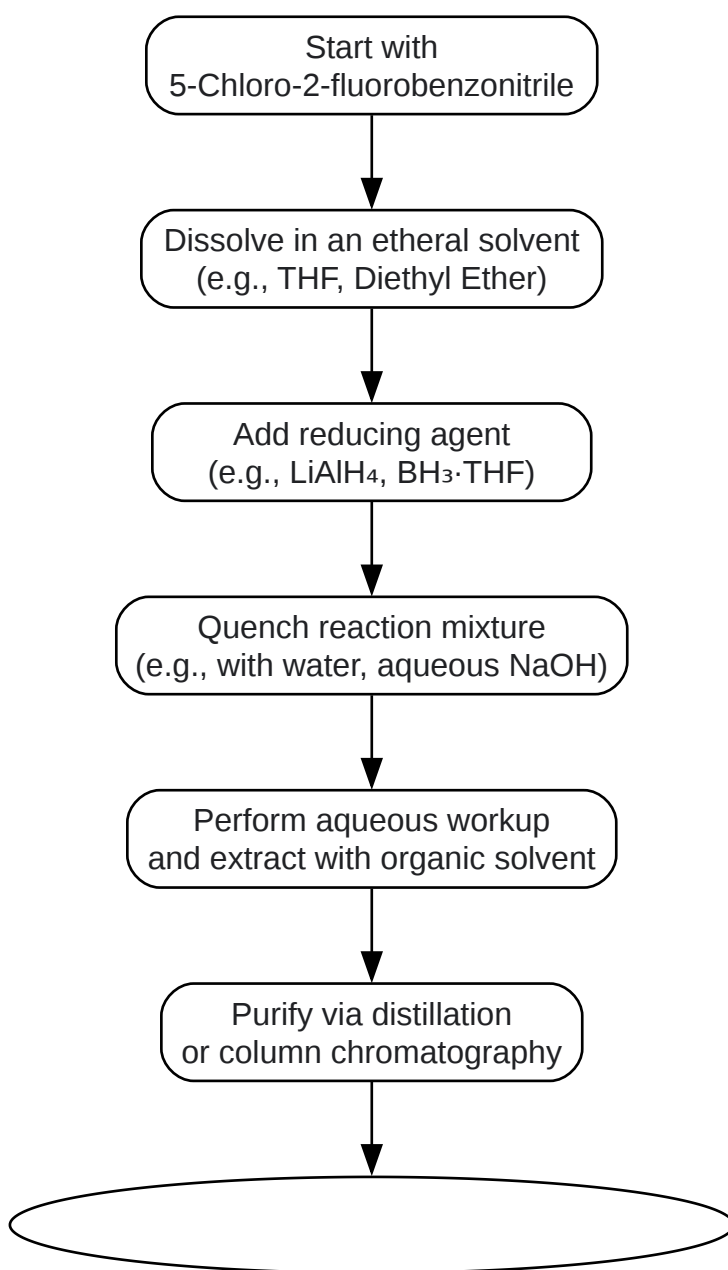 Start with
5-Chloro-2-fluorobenzonitrile
Dissolve in an etheral solvent
(e.g., THF, Diethyl Ether)
Add reducing agent
(e.g., LiAlH₄, BH₃·THF)
Quench reaction mixture
(e.g., with water, aqueous NaOH)
Perform aqueous workup
and extract with organic solvent
Purify via distillation
or column chromatography